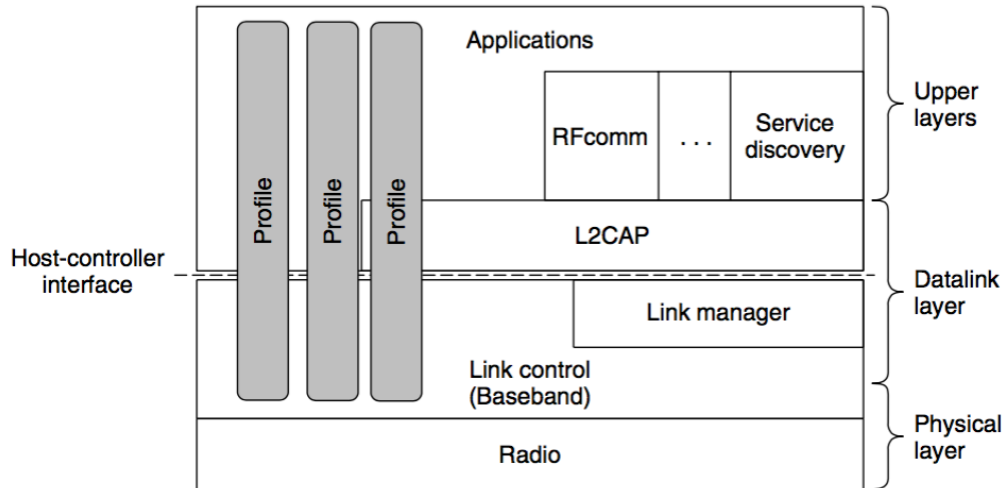 Applications
Upper
layers
RFcomm
. . .
Service
discovery
Profile
Profile
Profile
L2CAP
Host-controller
interface
Datalink
layer
Link manager
Link control
(Baseband)
Physical
layer
Radio